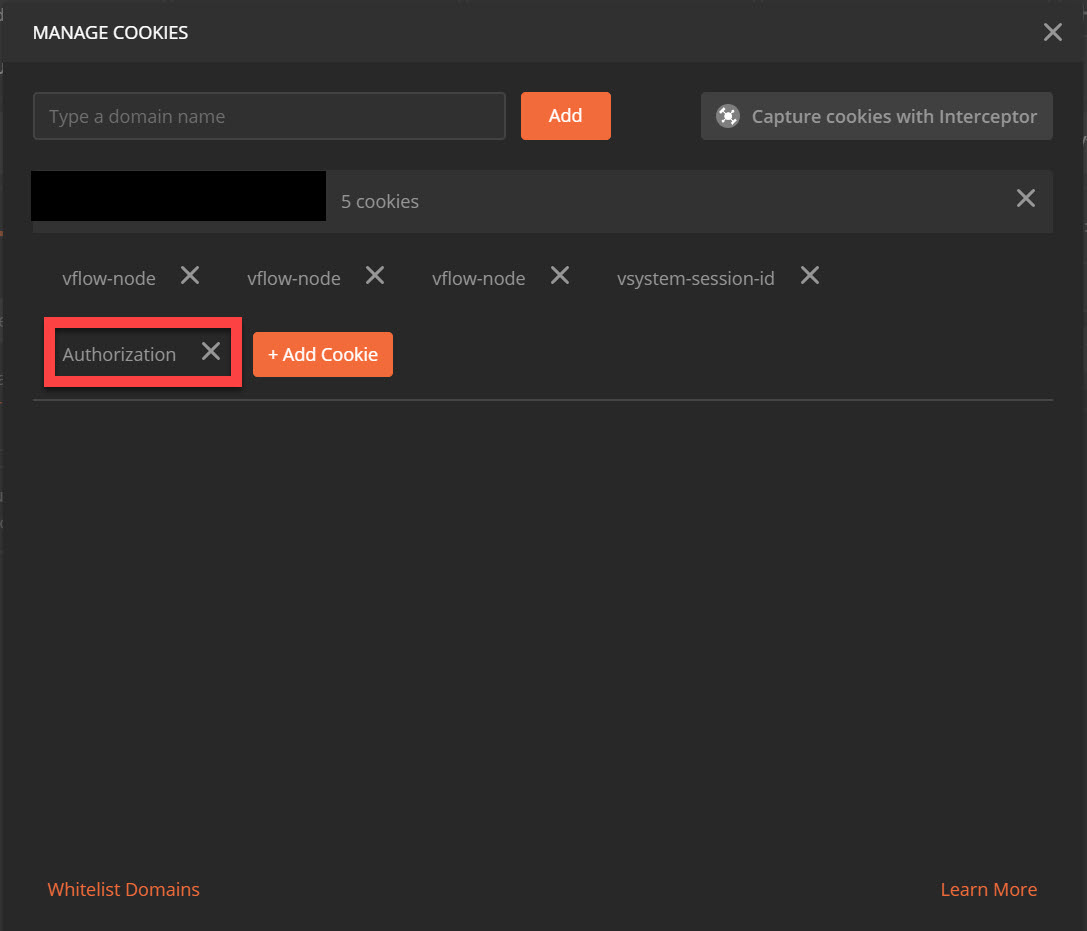 MANAGE COOKIES
Type a domain name
Add
Capture cookies with Interceptor
5 cookies
vflow-node
vflow-node
vflow-node
vsystem-session-id
Authorization
+ Add Cookie
Whitelist Domains
Learn More